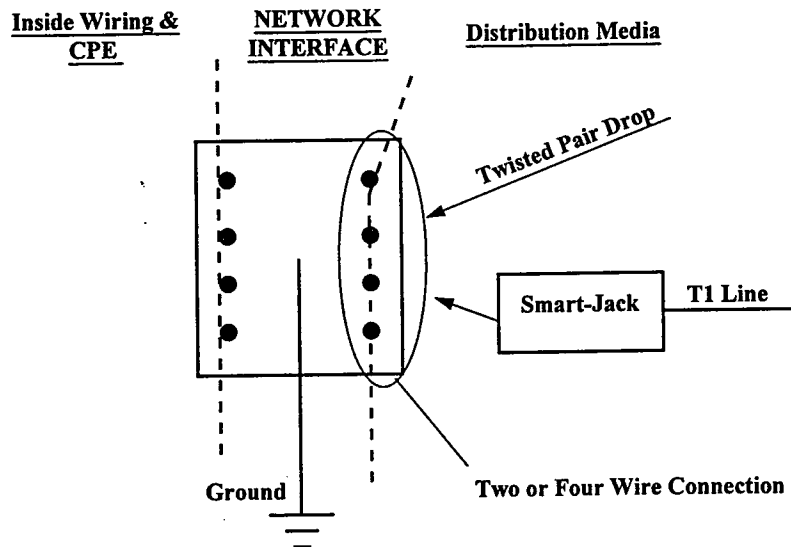 Inside Wiring &
CPE
NETWORK
INTERFACE
Distribution Media
Twisted Pair Drop
Smart-Jack
T1 Line
Ground
Two or Four Wire Connection